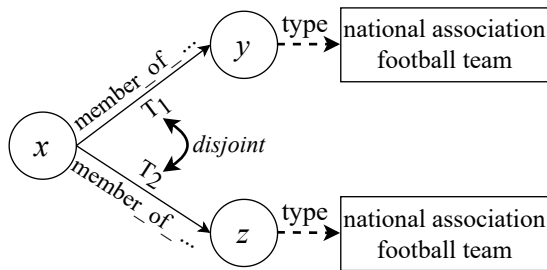 type
national association
football team
y
member_of_...
T1
x
disjoint
T2
member_of_...
type
national association
football team
z